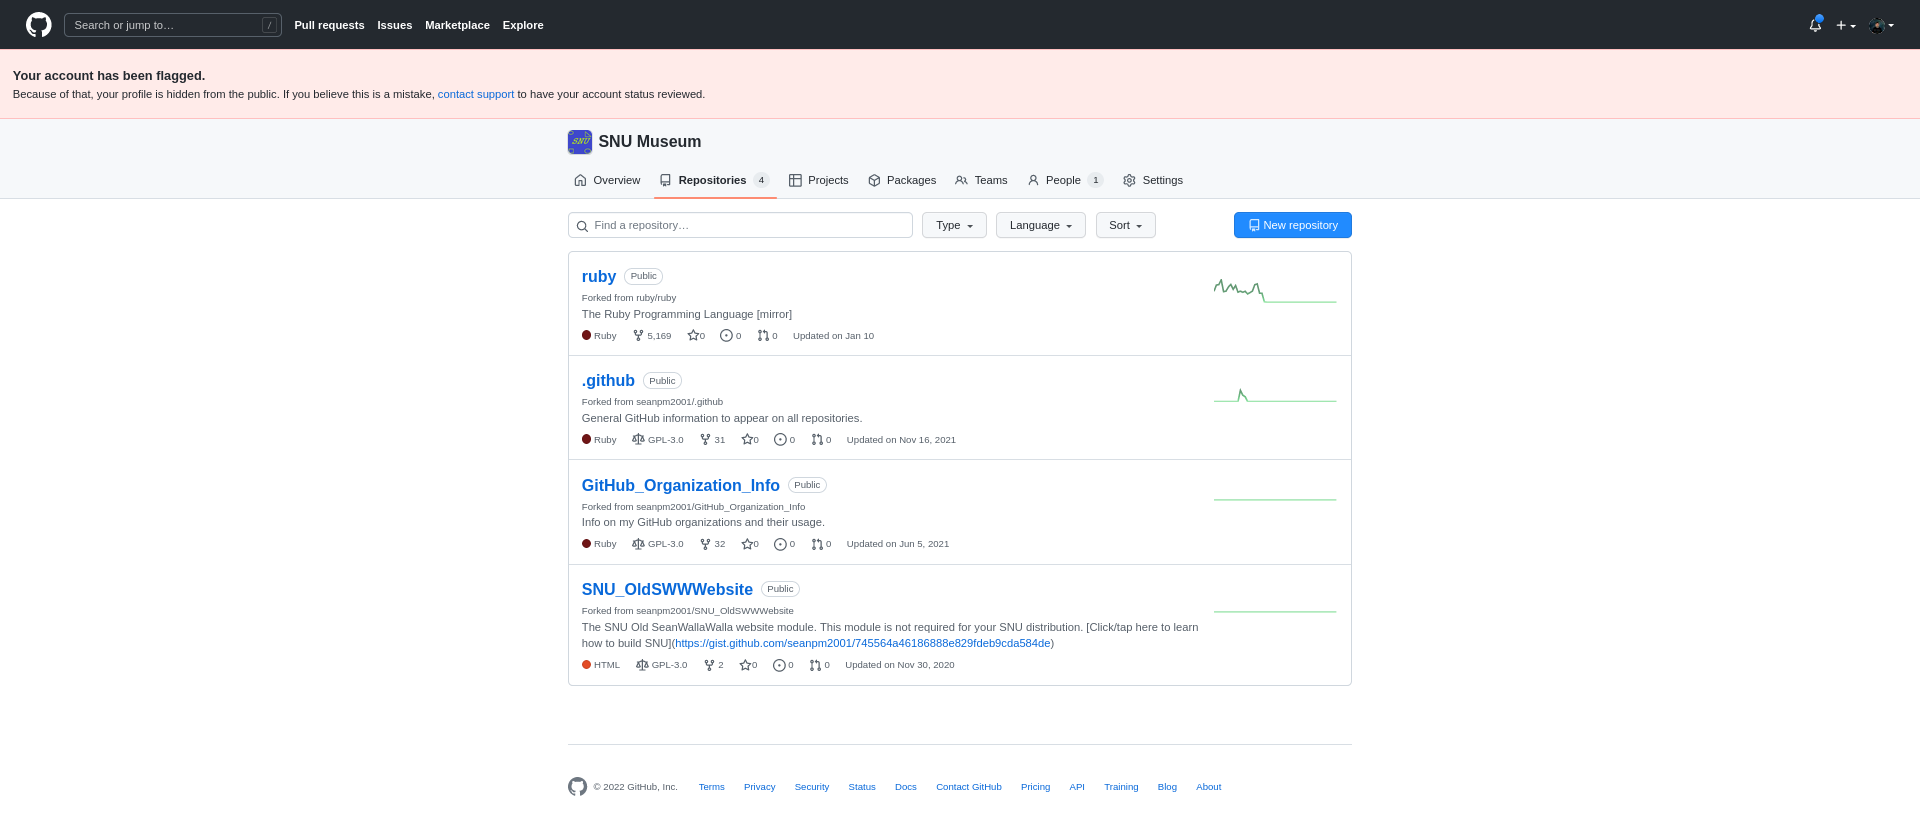 Search or jump to… /
Pull requests Issues Marketplace Explore
Your account has been flagged.
Because of that, your profile is hidden from the public. If you believe this is a mistake, contact support to have your account status reviewed.
SNU SNU Museum
Overview Repositories 4 Projects Packages Teams People 1 Settings
Find a repository… Type Language Sort New repository
ruby Public
Forked from ruby/ruby
The Ruby Programming Language [mirror]
Ruby 5,169 0 0 0 Updated on Jan 10
.github Public
Forked from seanpm2001/.github
General GitHub information to appear on all repositories.
Ruby GPL-3.0 31 0 0 0 Updated on Nov 16, 2021
GitHub_Organization_Info Public
Forked from seanpm2001/GitHub_Organization_Info
Info on my GitHub organizations and their usage.
Ruby GPL-3.0 32 0 0 0 Updated on Jun 5, 2021
SNU_OldSWWWebsite Public
Forked from seanpm2001/SNU_OldSWWWebsite
The SNU Old SeanWallaWalla website module. This module is not required for your SNU distribution. [Click/tap here to learn
how to build SNU](https://gist.github.com/seanpm2001/745564a46186888e829fdeb9cda584de)
HTML GPL-3.0 2 0 0 0 Updated on Nov 30, 2020
© 2022 GitHub, Inc. Terms Privacy Security Status Docs Contact GitHub Pricing API Training Blog About